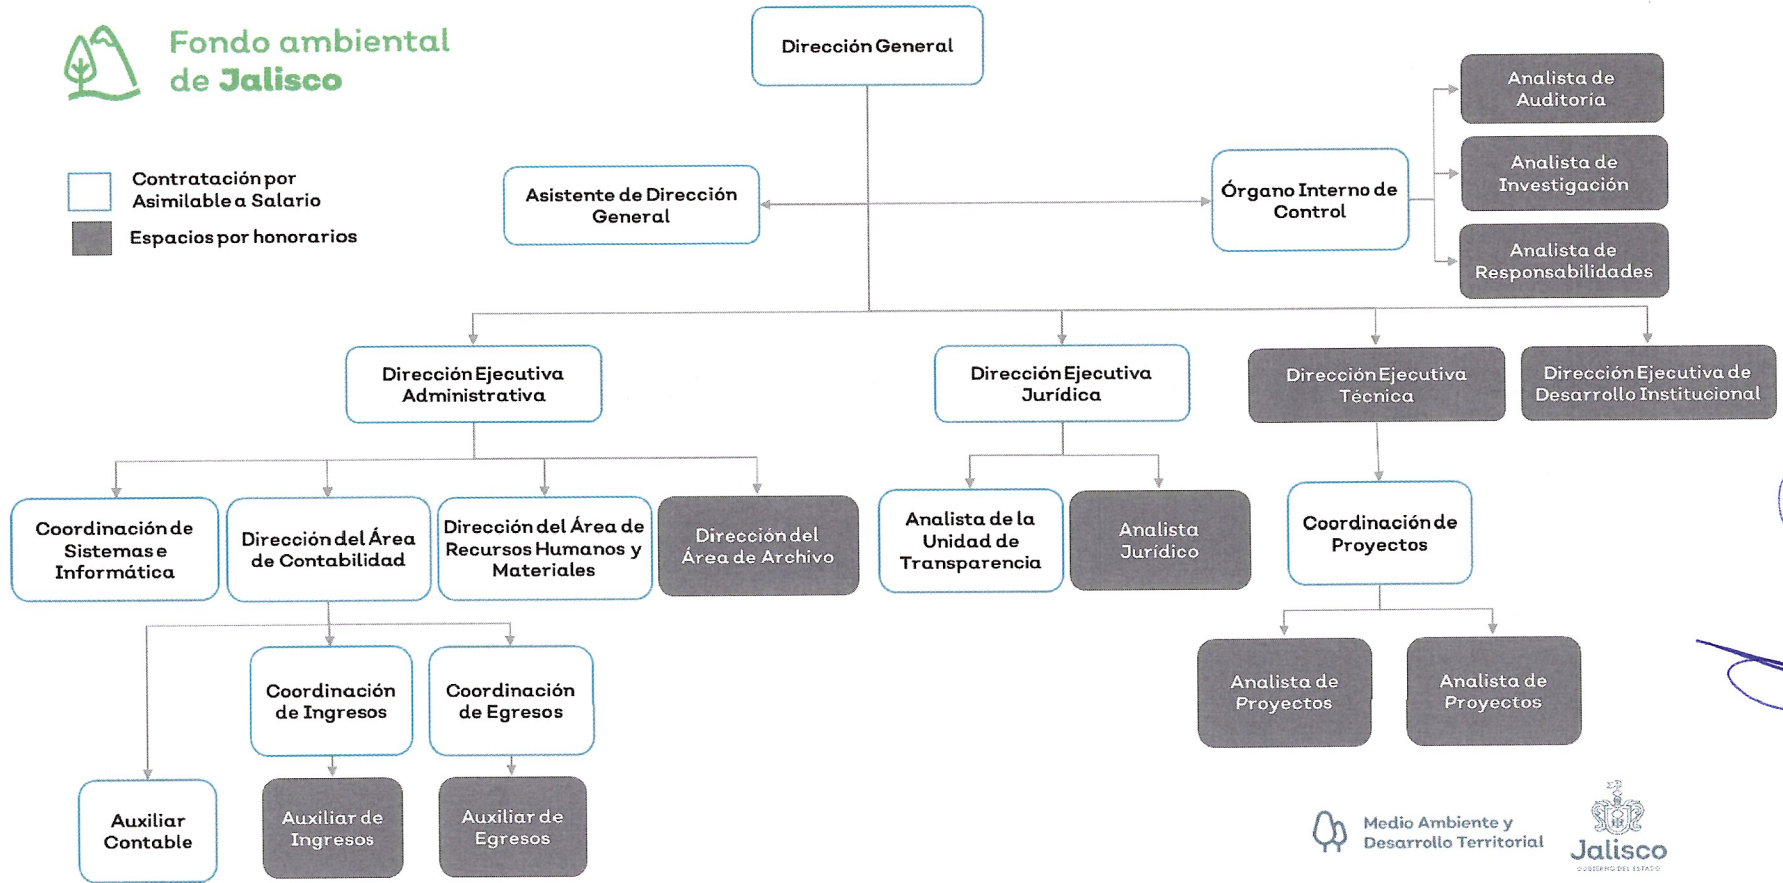 Fondo ambiental
de Jalisco
Dirección General
Contratación por
Asimilable a Salario
Espacios por honorarios
Asistente de Dirección
General
Órgano Interno de
Control
Analista de
Auditoria
Analista de
Investigación
Analista de
Responsabilidades
Dirección Ejecutiva
Administrativa
Dirección Ejecutiva
Jurídica
Dirección Ejecutiva
Técnica
Dirección Ejecutiva de
Desarrollo Institucional
Coordinación de
Sistemas e
Informática
Dirección del Área
de Contabilidad
Dirección del Área de
Recursos Humanos y
Materiales
Dirección del
Área de Archivo
Analista de la
Unidad de
Transparencia
Analista
Jurídico
Coordinación de
Proyectos
Coordinación
de Ingresos
Coordinación
de Egresos
Analista de
Proyectos
Analista de
Proyectos
Auxiliar
Contable
Auxiliar de
Ingresos
Auxiliar de
Egresos
Medio Ambiente y
Desarrollo Territorial
Jalisco
GOBIERNO DEL ESTADO